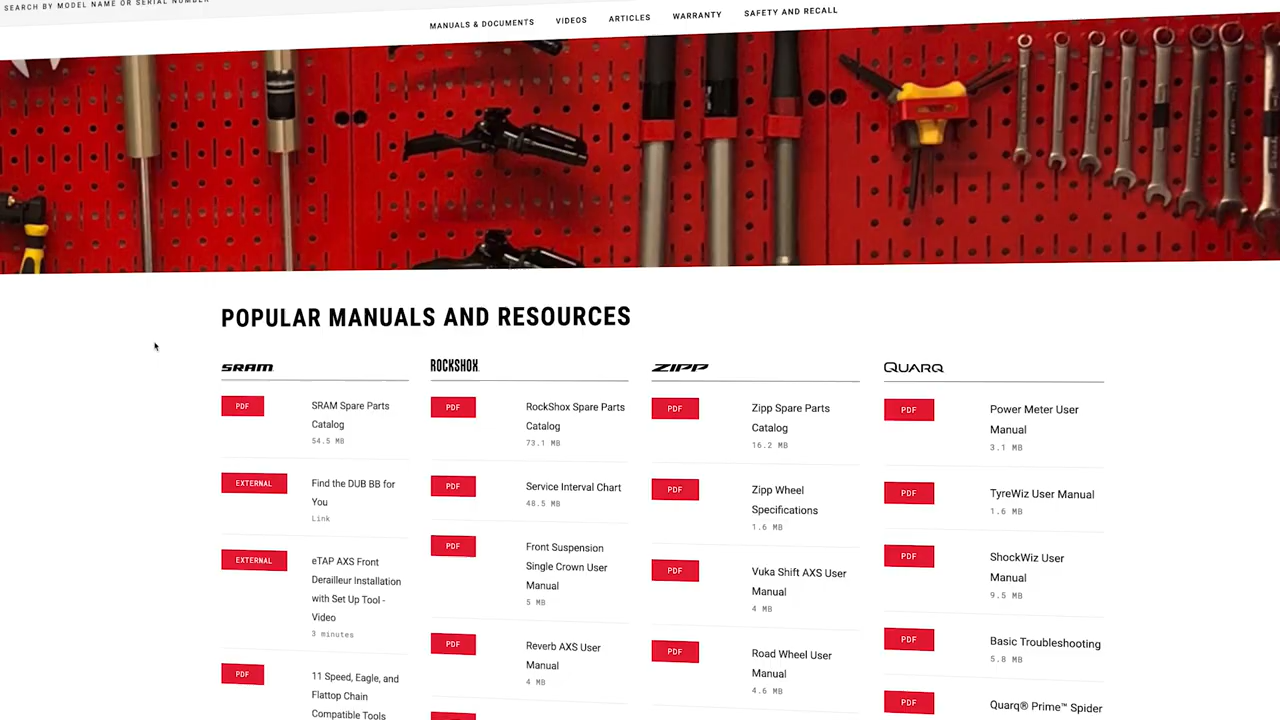 SEARCH BY MODEL NAME OR SERIAL NUMBER
MANUALS & DOCUMENTS VIDEOS ARTICLES WARRANTY SAFETY AND RECALL
POPULAR MANUALS AND RESOURCES
SRAM
PDF
SRAM Spare Parts
Catalog
54.5 MB
EXTERNAL
Find the DUB BB for
You
Link
EXTERNAL
eTAP AXS Front
Derailleur Installation
with Set Up Tool -
Video
3 minutes
PDF
11 Speed, Eagle, and
Flattop Chain
Compatible Tools
ROCKSHOX
PDF
RockShox Spare Parts
Catalog
73.1 MB
PDF
Service Interval Chart
48.5 MB
PDF
Front Suspension
Single Crown User
Manual
5 MB
PDF
Reverb AXS User
Manual
4 MB
ZIPP
PDF
Zipp Spare Parts
Catalog
16.2 MB
PDF
Zipp Wheel
Specifications
1.6 MB
PDF
Vuka Shift AXS User
Manual
4 MB
PDF
Road Wheel User
Manual
4.6 MB
QUARQ
PDF
Power Meter User
Manual
3.1 MB
PDF
TyreWiz User Manual
1.6 MB
PDF
ShockWiz User
Manual
9.5 MB
PDF
Basic Troubleshooting
5.8 MB
PDF
Quarq® Prime™ Spider